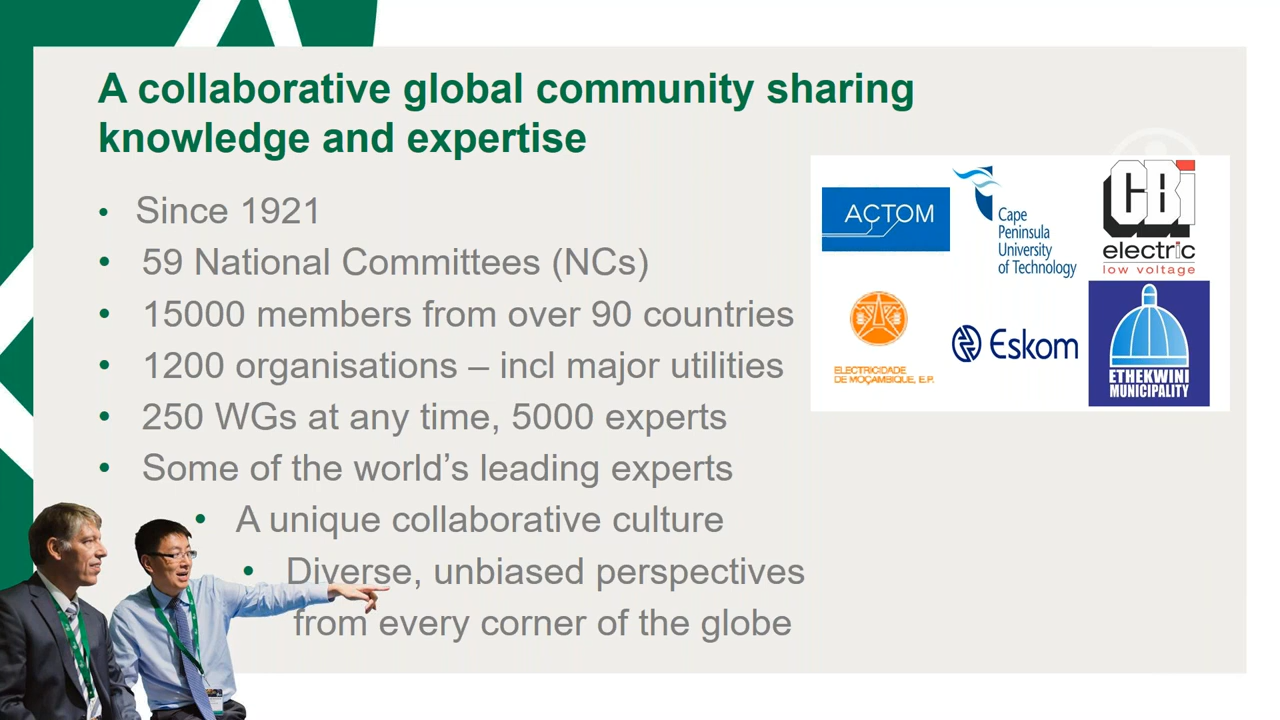 A collaborative global community sharing
knowledge and expertise
• Since 1921
• 59 National Committees (NCs)
• 15000 members from over 90 countries
• 1200 organisations – incl major utilities
• 250 WGs at any time, 5000 experts
• Some of the world’s leading experts
• A unique collaborative culture
• Diverse, unbiased perspectives
from every corner of the globe
ACTOM
Cape
Peninsula
University
of Technology
CBi
electric
low voltage
ELECTRICIDADE
DE MOÇAMBIQUE, E.P.
Eskom
ETHEKWINI
MUNICIPALITY